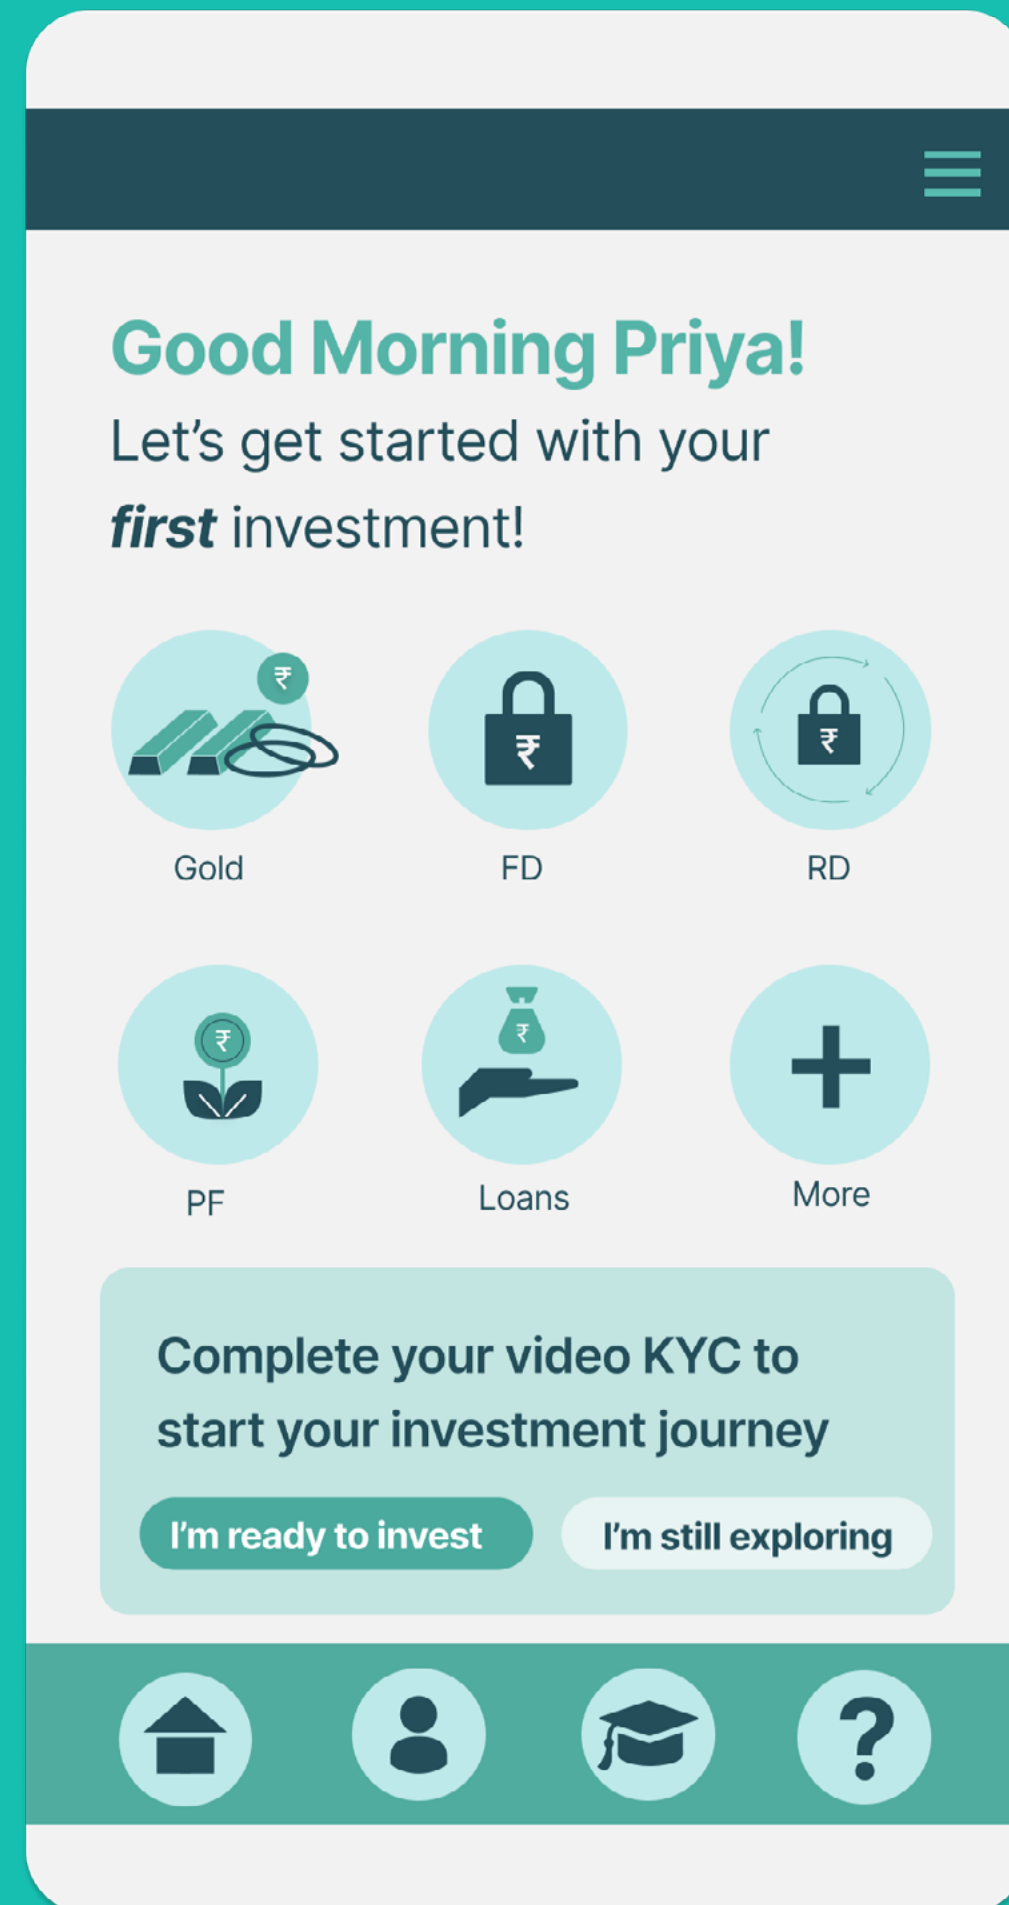 Good Morning Priya!
Let's get started with your
first investment!
₹
₹
₹
Gold
FD
RD
₹
₹
PF
Loans
More
Complete your video KYC to
start your investment journey
I'm ready to invest
I'm still exploring
?